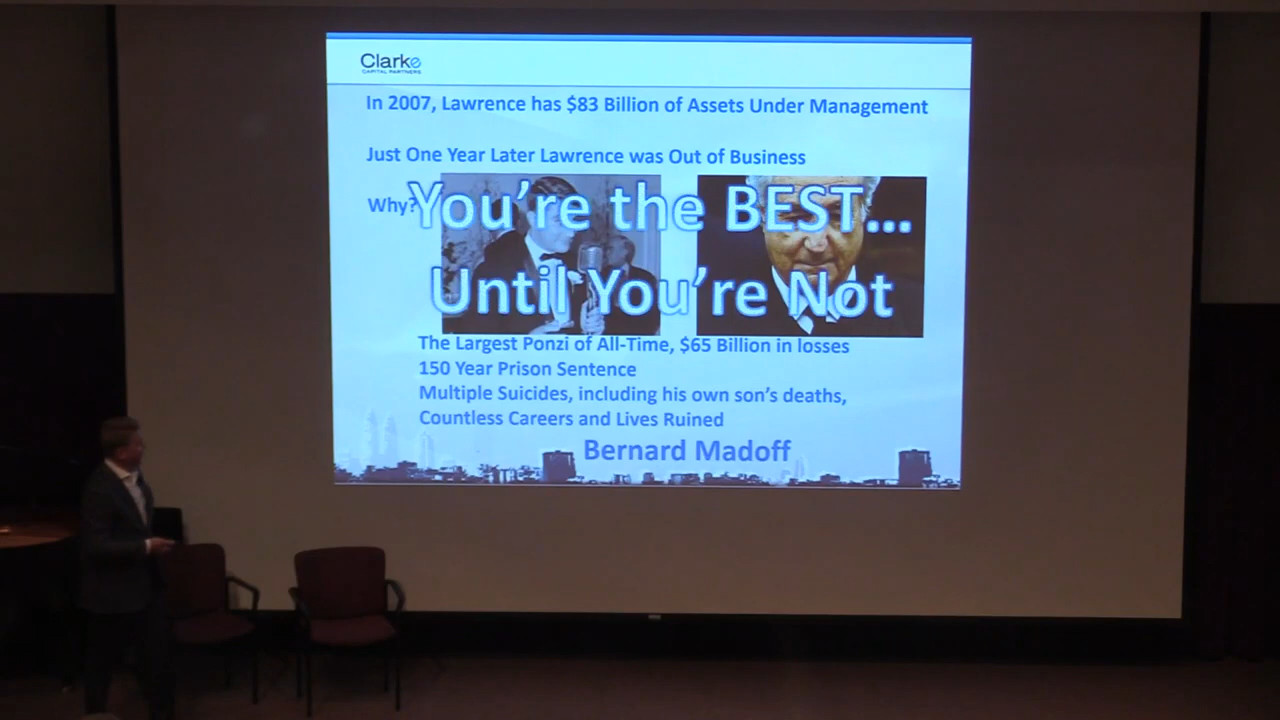 Clarke
CAPITAL PARTNERS
In 2007, Lawrence has $83 Billion of Assets Under Management
Just One Year Later Lawrence was Out of Business
Why?
You're the BEST...
Until You're Not
The Largest Ponzi of All-Time, $65 Billion in losses
150 Year Prison Sentence
Multiple Suicides, including his own son's deaths,
Countless Careers and Lives Ruined
Bernard Madoff